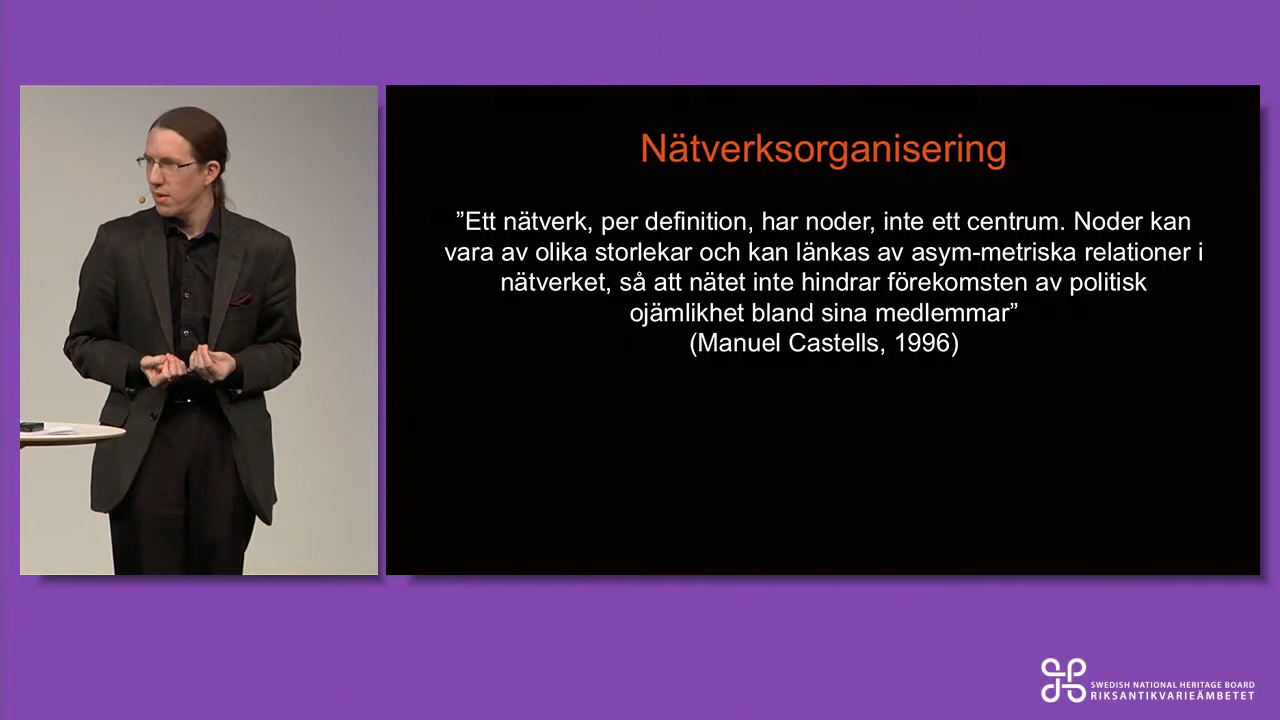 Nätverksorganisering
”Ett nätverk, per definition, har noder, inte ett centrum. Noder kan
vara av olika storlekar och kan länkas av asym-metriska relationer i
nätverket, så att nätet inte hindrar förekomsten av politisk
ojämlikhet bland sina medlemmar”
(Manuel Castells, 1996)
SWEDISH NATIONAL HERITAGE BOARD
RIKSANTIKVARIEÄMBETET